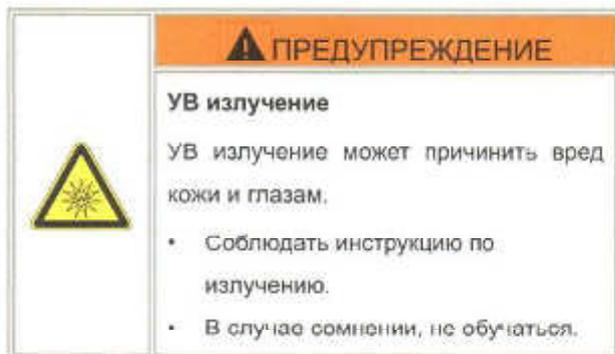 ПРЕДУПРЕЖДЕНИЕ
УВ излучение
УВ излучение может причинить вред
кожи и глазам.
• Соблюдать инструкцию по
излучению.
• В случае сомнении, не обучаться.